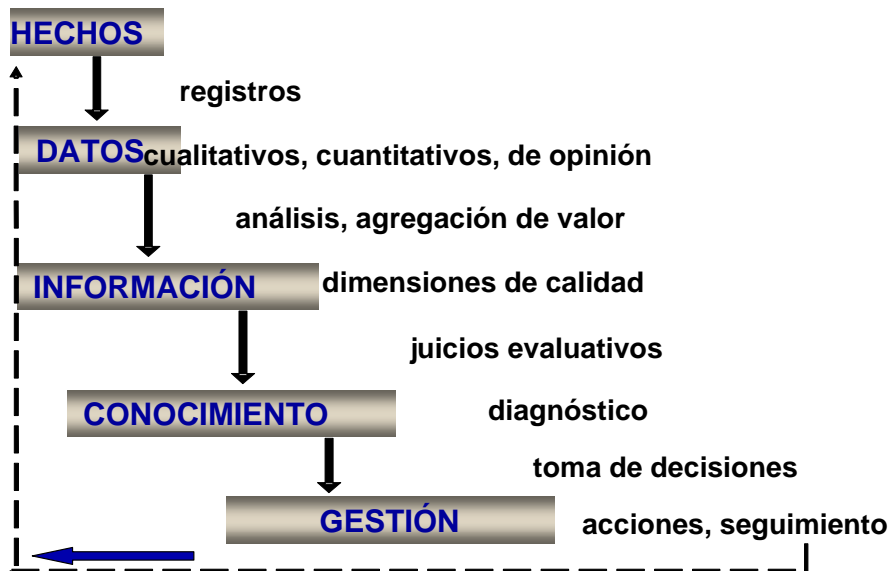 HECHOS
registros
DATOS cualitativos, cuantitativos, de opinión
análisis, agregación de valor
INFORMACIÓN dimensiones de calidad
juicios evaluativos
CONOCIMIENTO diagnóstico
toma de decisiones
GESTIÓN acciones, seguimiento